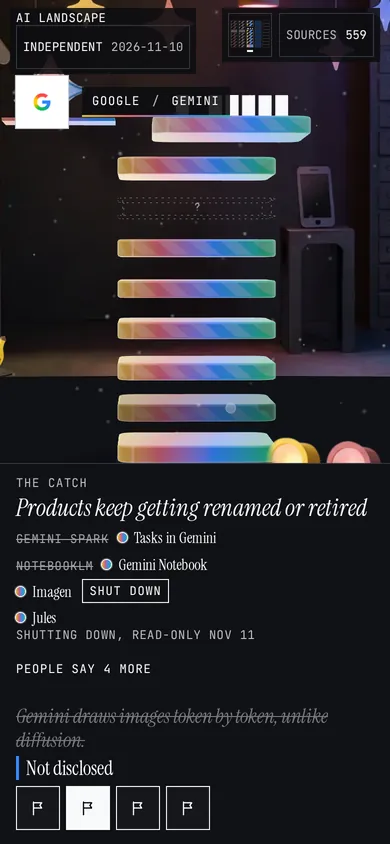 AI LANDSCAPE
INDEPENDENT 2026-11-10
SOURCES 559
GOOGLE / GEMINI
?
THE CATCH
Products keep getting renamed or retired
GEMINI SPARK Tasks in Gemini
NOTEBOOKLM Gemini Notebook
Imagen SHUT DOWN
Jules
SHUTTING DOWN, READ-ONLY NOV 11
PEOPLE SAY 4 MORE
Gemini draws images token by token, unlike
diffusion.
Not disclosed